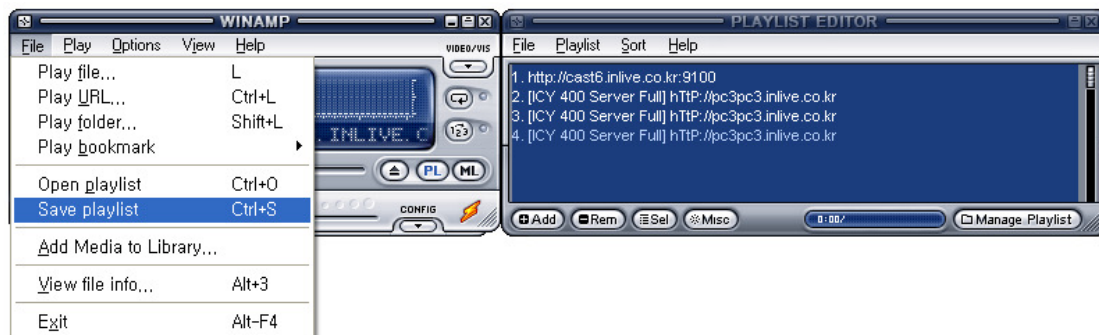 WINAMP
File Play Options View Help
VIDEO/VIS
Play file... L
Play URL... Ctrl+L
Play folder... Shift+L
Play bookmark
Open playlist Ctrl+O
Save playlist Ctrl+S
Add Media to Library...
View file info... Alt+3
Exit Alt-F4
. INLIVE. C
123
PL ML
CONFIG
PLAYLIST EDITOR
File Playlist Sort Help
1. http://cast6.inlive.co.kr:9100
2. [ICY 400 Server Full] hTtP://pc3pc3.inlive.co.kr
3. [ICY 400 Server Full] hTtP://pc3pc3.inlive.co.kr
4. [ICY 400 Server Full] hTtP://pc3pc3.inlive.co.kr
Add Rem Sel Misc 0:00/ Manage Playlist